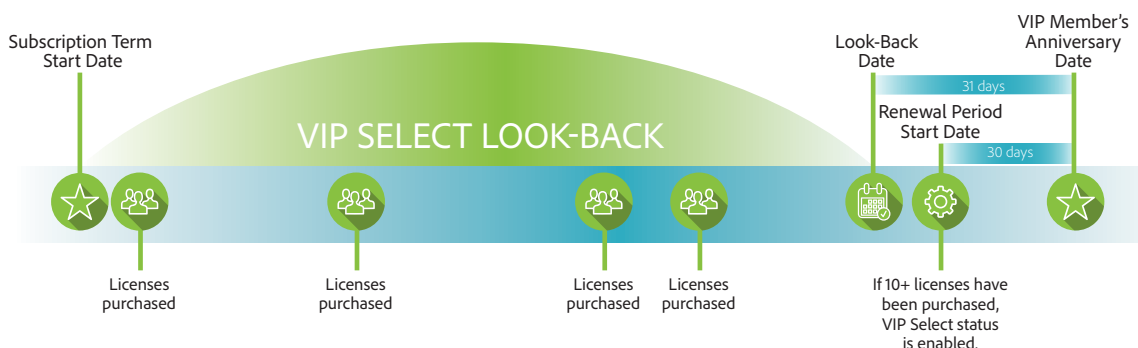 Subscription Term
Start Date
Look-Back
Date
VIP Member's
Anniversary
Date
31 days
Renewal Period
Start Date
30 days
VIP SELECT LOOK-BACK
Licenses
purchased
Licenses
purchased
Licenses
purchased
Licenses
purchased
If 10+ licenses have
been purchased,
VIP Select status
is enabled.